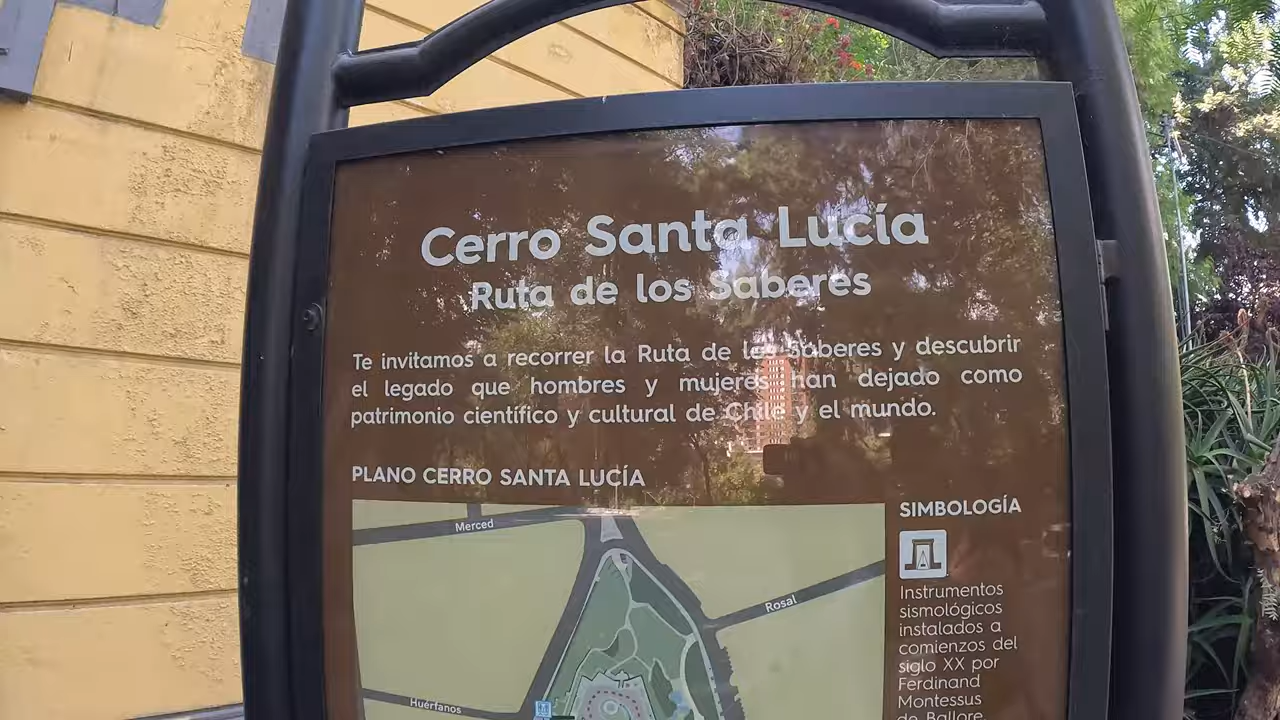 Cerro Santa Lucía
Ruta de los Saberes
Te invitamos a recorrer la Ruta de los Saberes y descubrir
el legado que hombres y mujeres han dejado como
patrimonio científico y cultural de Chile y el mundo.
PLANO CERRO SANTA LUCÍA
SIMBOLOGÍA
Merced
Rosal
Huérfanos
Instrumentos
sismológicos
instalados a
comienzos del
siglo XX por
Ferdinand
Montessus
de Ballore.